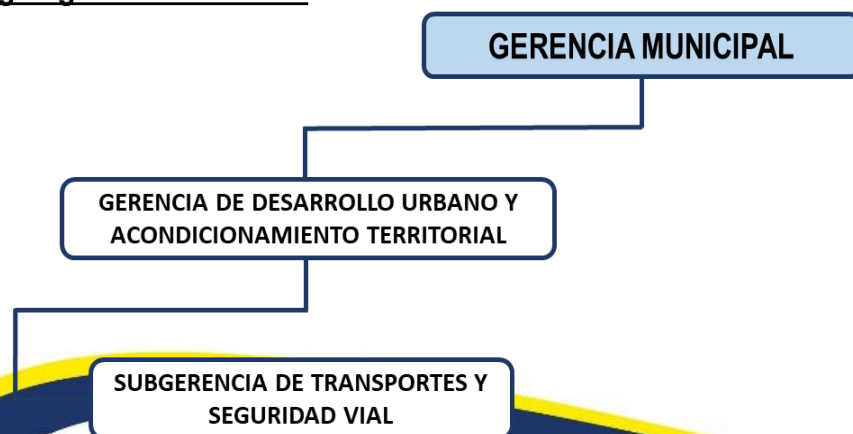 GERENCIA MUNICIPAL
GERENCIA DE DESARROLLO URBANO Y
ACONDICIONAMIENTO TERRITORIAL
SUBGERENCIA DE TRANSPORTES Y
SEGURIDAD VIAL